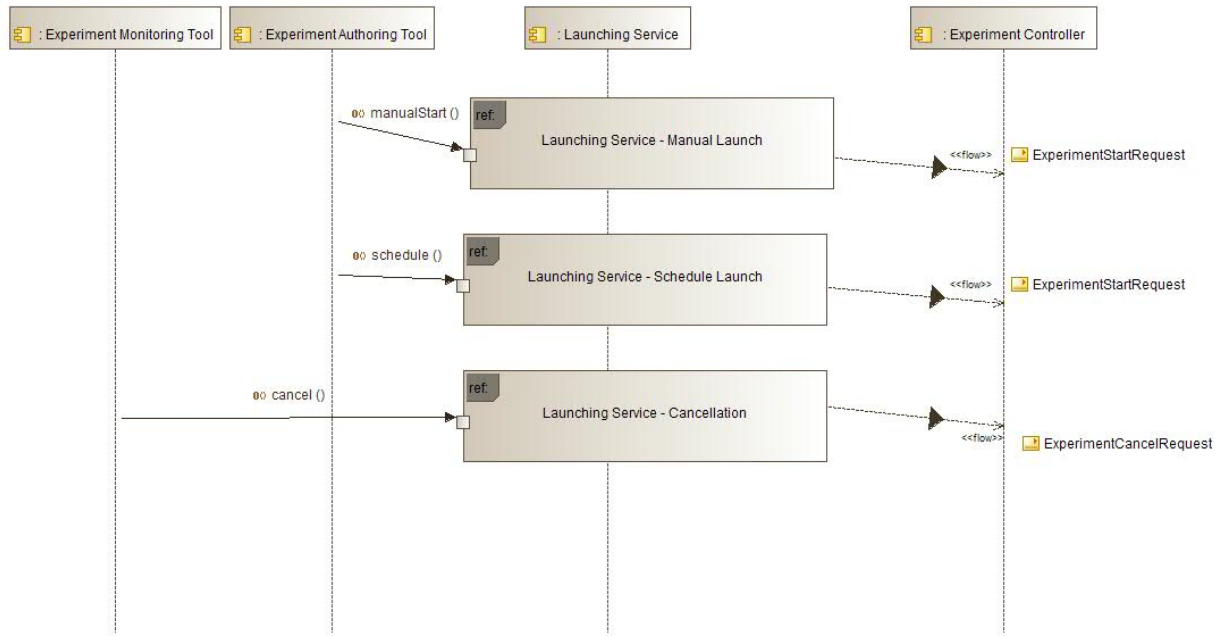 : Experiment Monitoring Tool
: Experiment Authoring Tool
: Launching Service
: Experiment Controller
manualStart ()
ref:
Launching Service - Manual Launch
<<flow>>
ExperimentStartRequest
schedule ()
ref:
Launching Service - Schedule Launch
<<flow>>
ExperimentStartRequest
cancel ()
ref:
Launching Service - Cancellation
<<flow>>
ExperimentCancelRequest